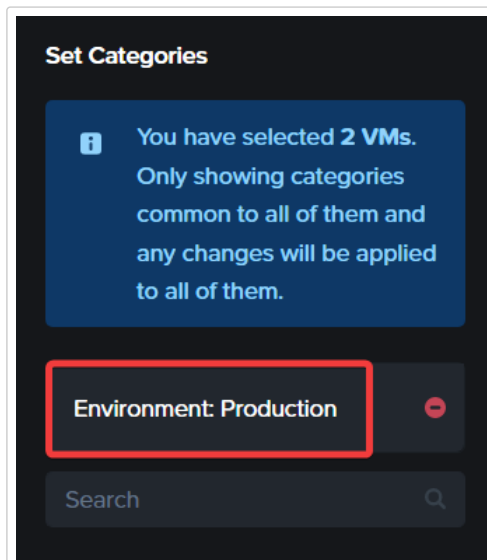 Set Categories
You have selected 2 VMs.
Only showing categories
common to all of them and
any changes will be applied
to all of them.
Environment: Production
Search